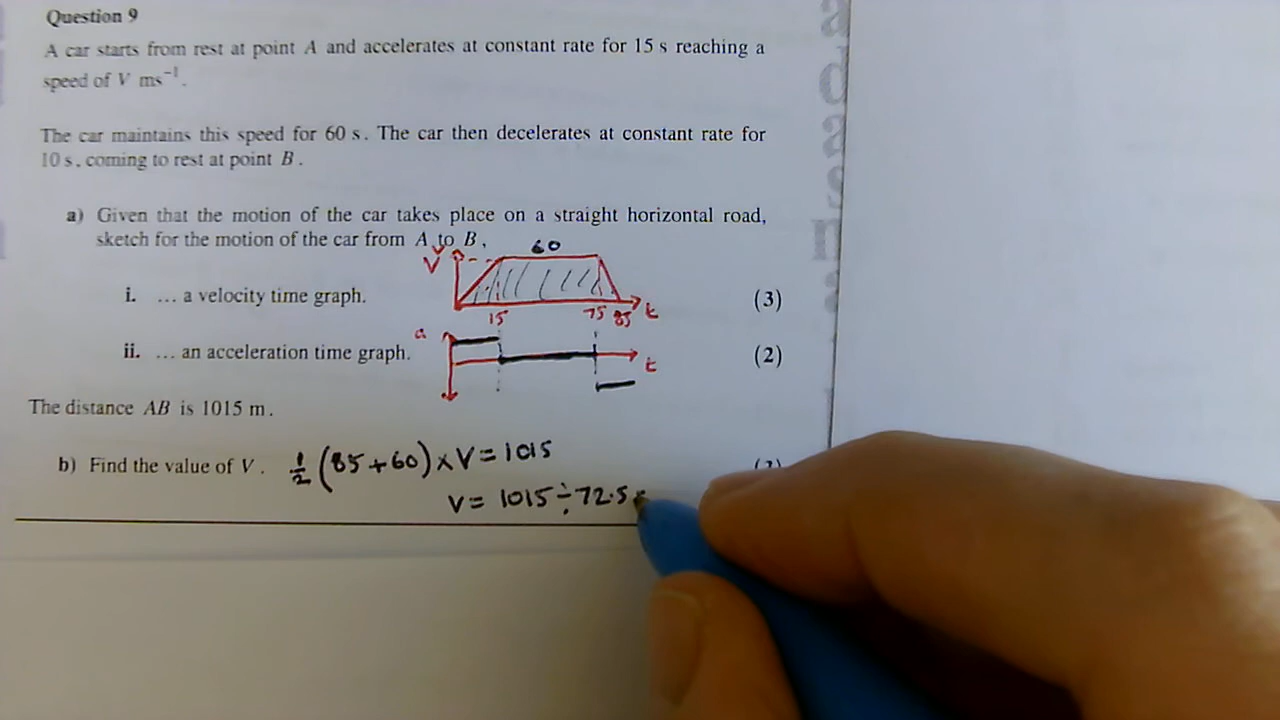 Question 9
A car starts from rest at point A and accelerates at constant rate for 15 s reaching a
speed of V ms⁻¹.
The car maintains this speed for 60 s. The car then decelerates at constant rate for
10 s, coming to rest at point B.
a) Given that the motion of the car takes place on a straight horizontal road,
sketch for the motion of the car from A to B,
60
V
i. … a velocity time graph.
(3)
15 75 85 t
a
ii. … an acceleration time graph.
t
(2)
The distance AB is 1015 m.
b) Find the value of V. ½(85+60)×V=1015
V= 1015÷72.5